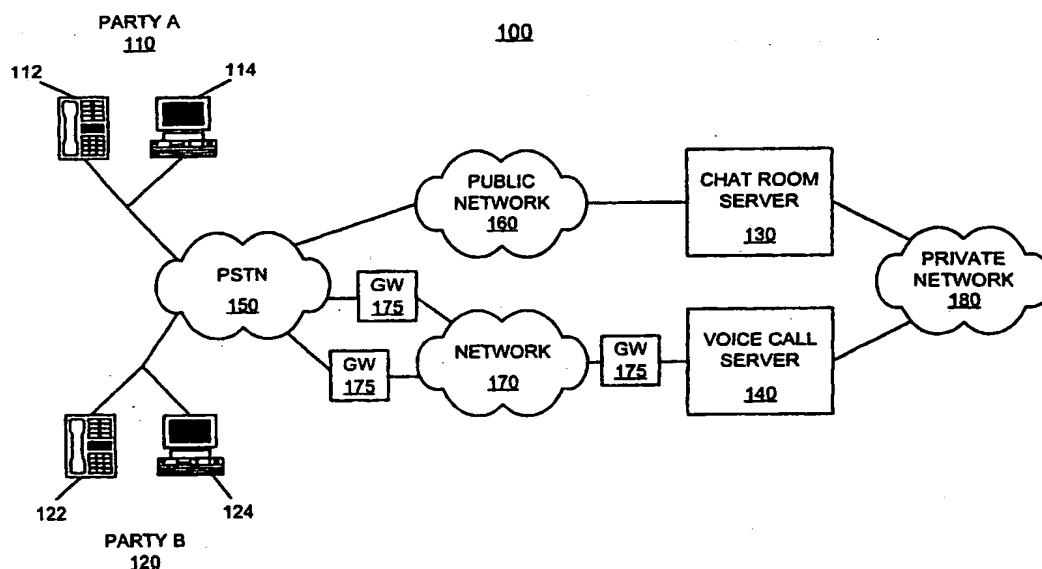 PARTY A
110
100
112
114
PUBLIC
NETWORK
160
CHAT ROOM
SERVER
130
PSTN
150
GW
175
PRIVATE
NETWORK
180
GW
175
NETWORK
170
GW
175
VOICE CALL
SERVER
140
122
124
PARTY B
120